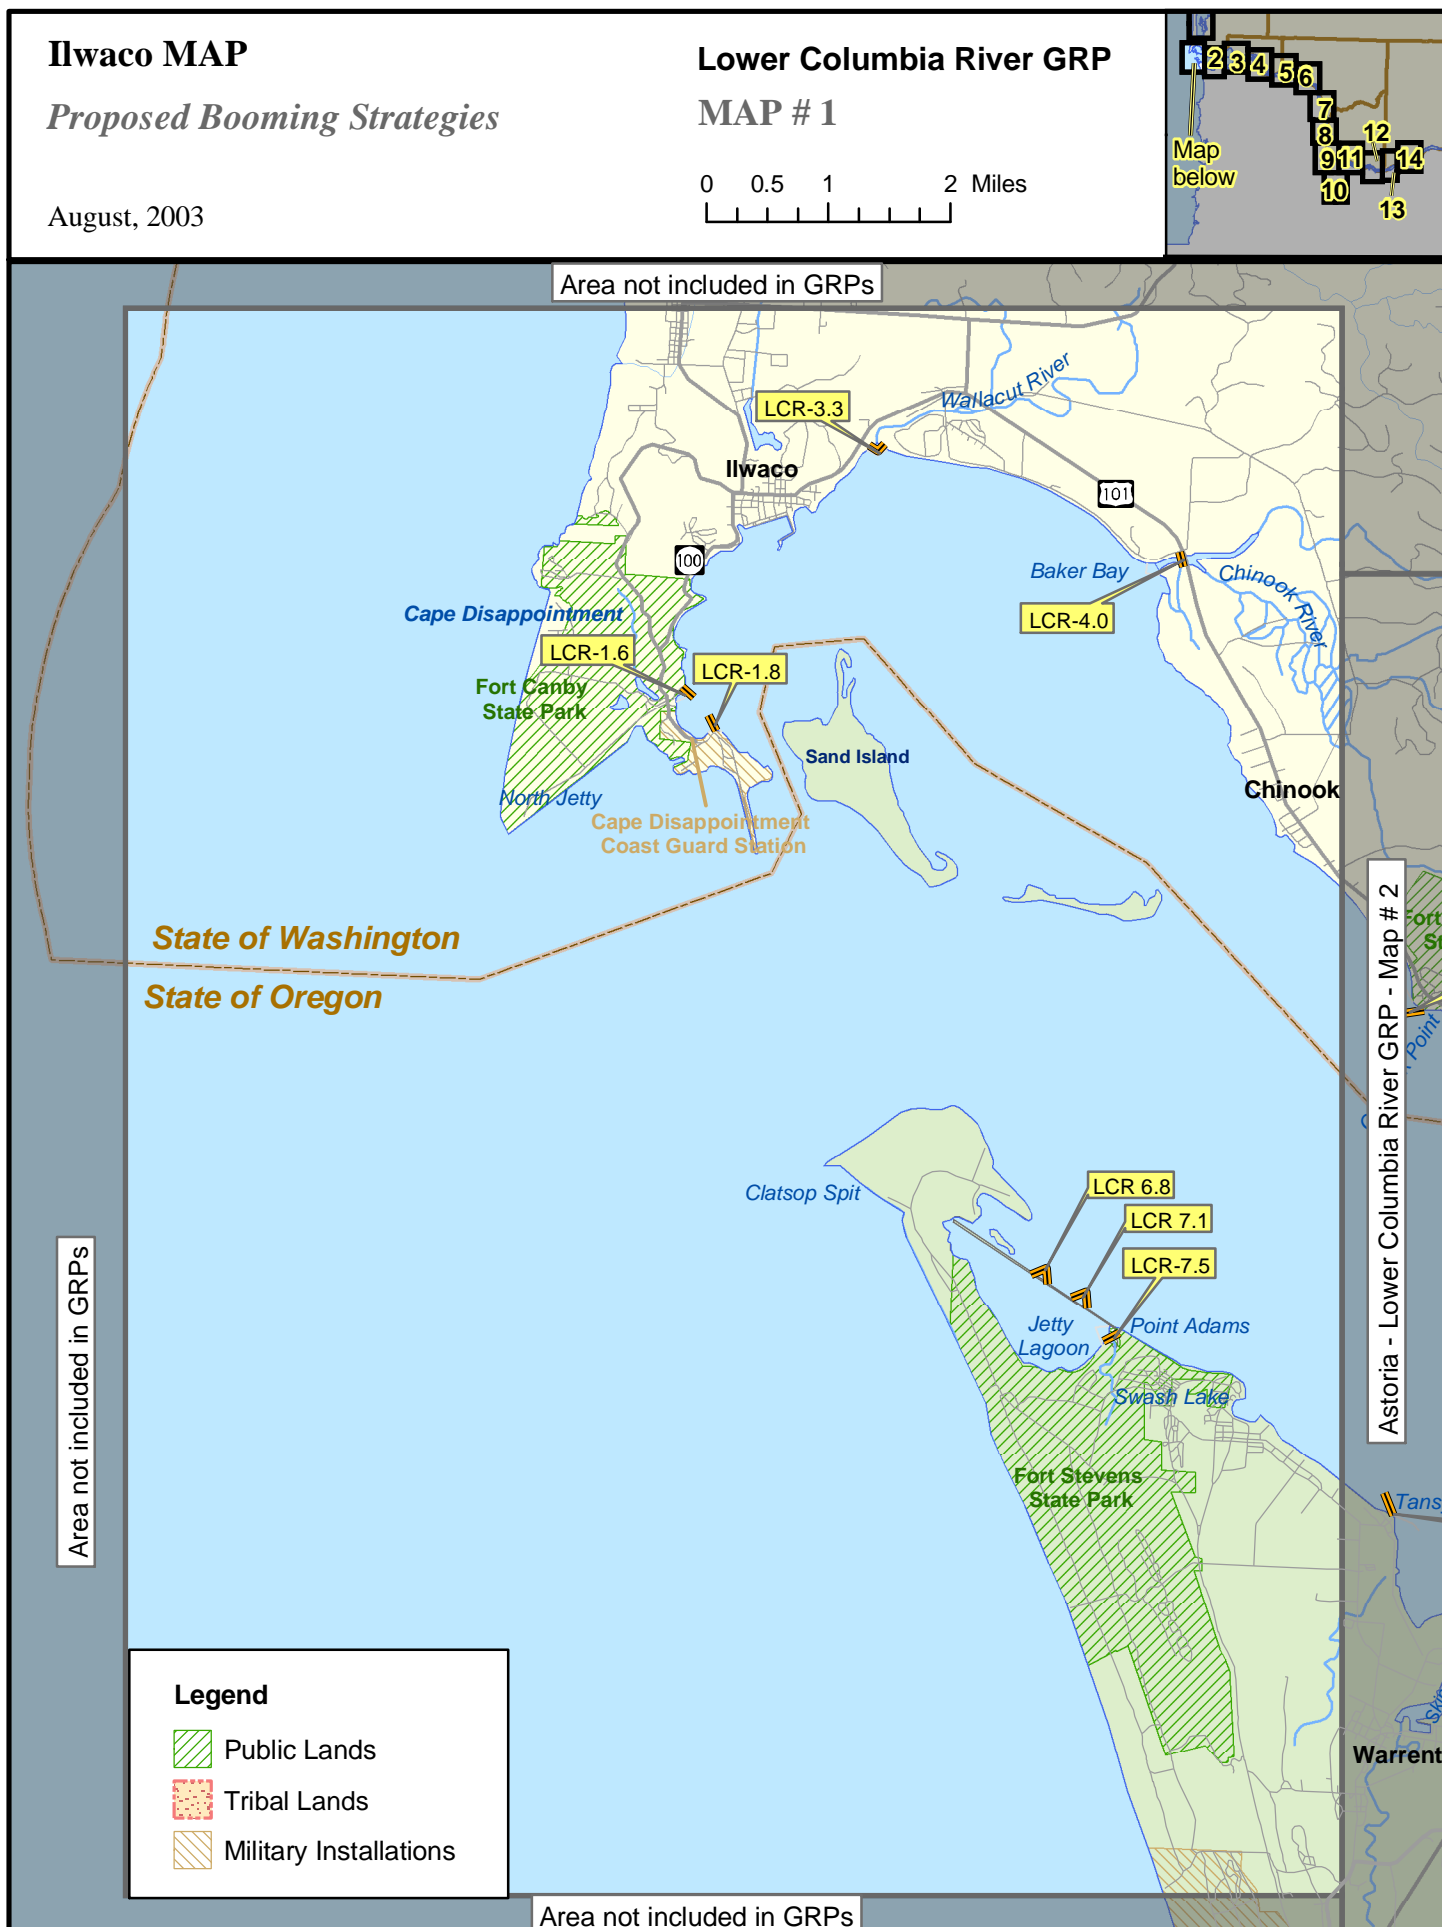 Ilwaco MAP
Proposed Booming Strategies
August, 2003
Lower Columbia River GRP
MAP # 1
0 0.5 1 2 Miles
2
3
4
5
6
7
8
9
10
11
12
13
14
Map
below
Area not included in GRPs
Wallacut River
LCR-3.3
Ilwaco
101
100
Baker Bay
Chinook River
LCR-4.0
Cape Disappointment
LCR-1.6
LCR-1.8
Fort Canby
State Park
Sand Island
North Jetty
Chinook
Cape Disappointment
Coast Guard Station
State of Washington
State of Oregon
Fort
St
Point
Astoria - Lower Columbia River GRP - Map # 2
Clatsop Spit
LCR 6.8
LCR 7.1
LCR-7.5
Jetty
Lagoon
Point Adams
Swash Lake
Fort Stevens
State Park
Tans
Skip
Warrent
Area not included in GRPs
Legend
Public Lands
Tribal Lands
Military Installations
Area not included in GRPs